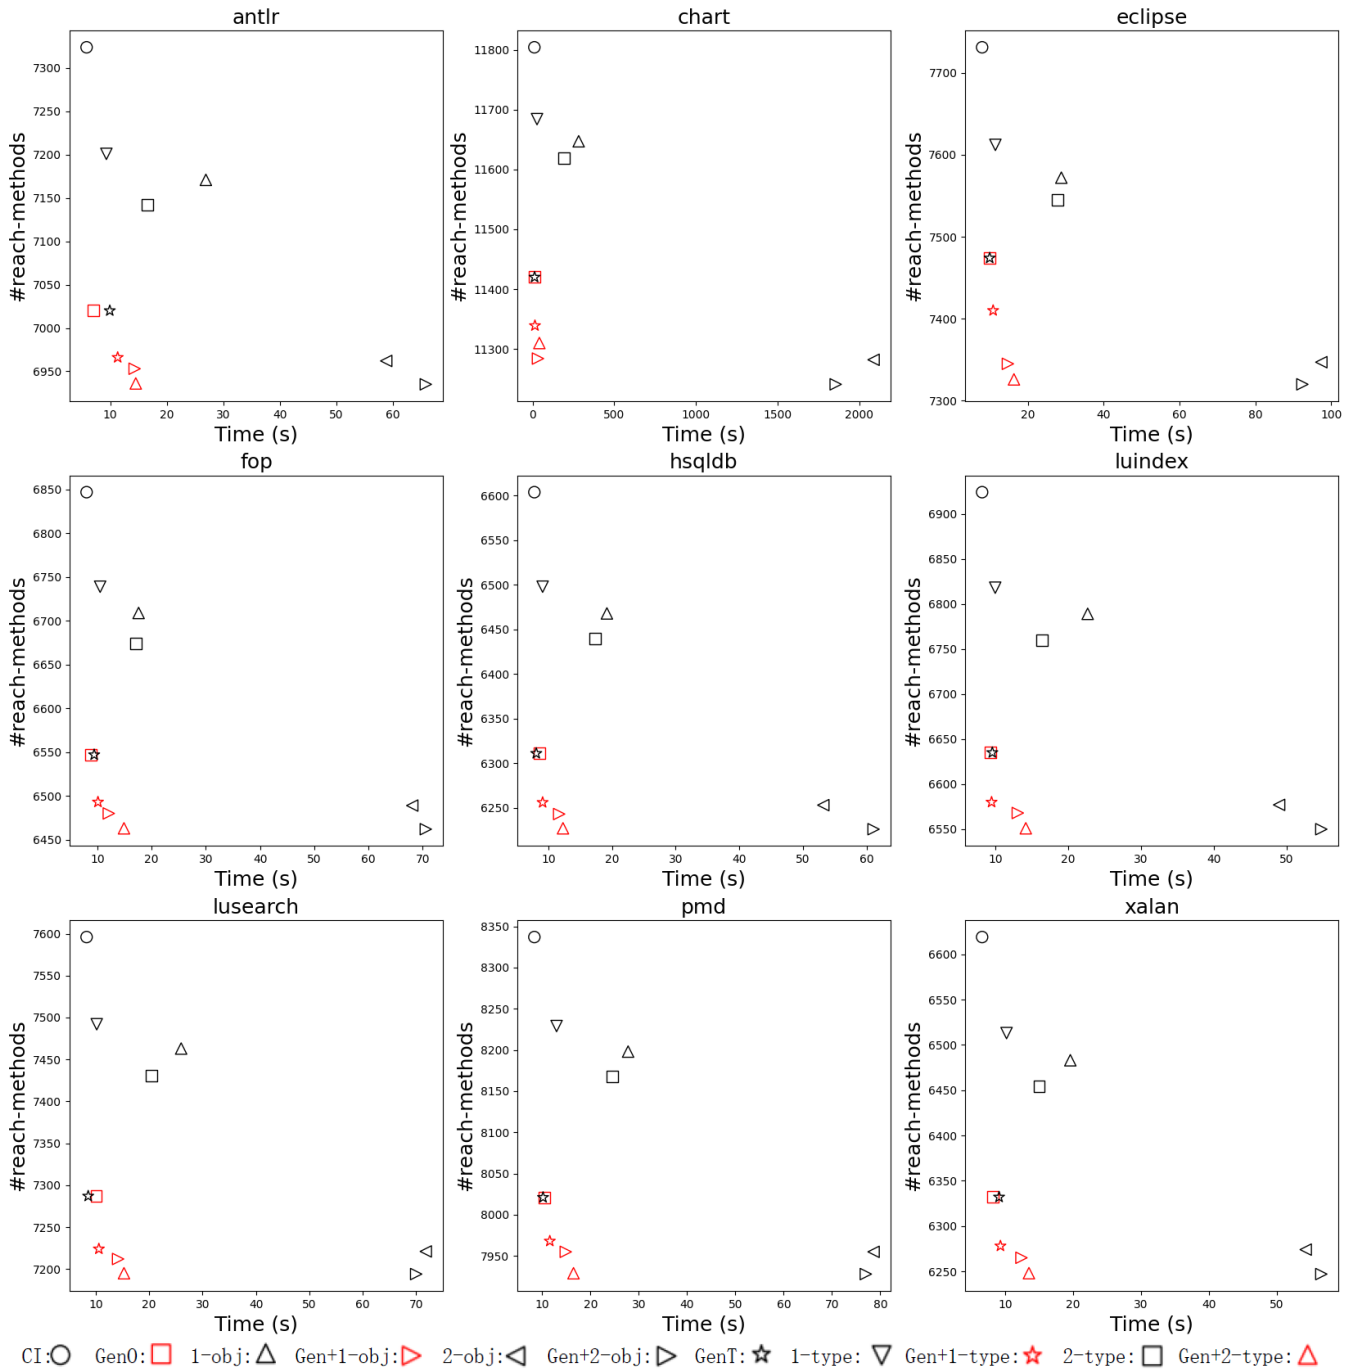 antlr
chart
eclipse
7300
7250
7200
7150
7100
7050
7000
6950
#reach-methods
10 20 30 40 50 60
Time (s)
11800
11700
11600
11500
11400
11300
#reach-methods
0 500 1000 1500 2000
Time (s)
7700
7600
7500
7400
7300
#reach-methods
20 40 60 80 100
Time (s)
fop
hsqldb
luindex
6850
6800
6750
6700
6650
6600
6550
6500
6450
#reach-methods
10 20 30 40 50 60 70
Time (s)
6600
6550
6500
6450
6400
6350
6300
6250
#reach-methods
10 20 30 40 50 60
Time (s)
6900
6850
6800
6750
6700
6650
6600
6550
#reach-methods
10 20 30 40 50
Time (s)
lusearch
pmd
xalan
7600
7550
7500
7450
7400
7350
7300
7250
7200
#reach-methods
10 20 30 40 50 60 70
Time (s)
8350
8300
8250
8200
8150
8100
8050
8000
7950
#reach-methods
10 20 30 40 50 60 70 80
Time (s)
6600
6550
6500
6450
6400
6350
6300
6250
#reach-methods
10 20 30 40 50
Time (s)
CI: GenO: 1-obj: Gen+1-obj: 2-obj: Gen+2-obj: GenT: 1-type: Gen+1-type: 2-type: Gen+2-type: